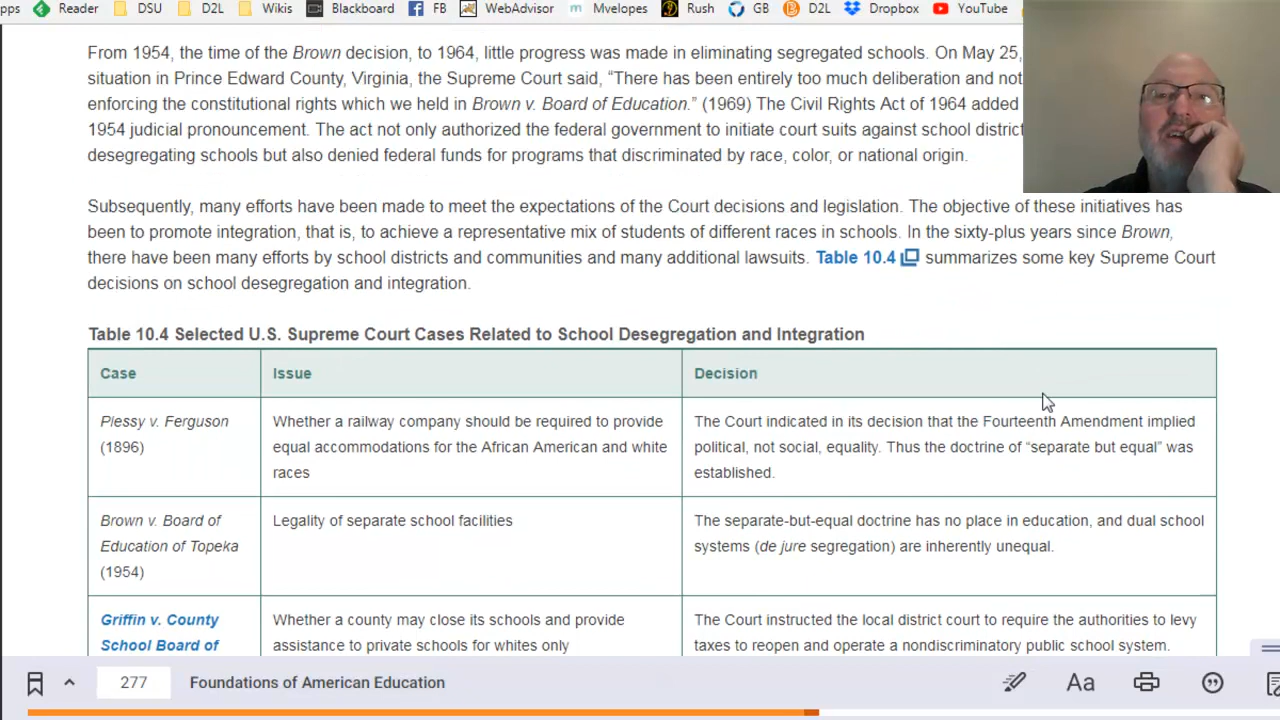 pps Reader DSU D2L Wikis Blackboard FB WebAdvisor Mvelopes Rush GB D2L Dropbox YouTube
From 1954, the time of the Brown decision, to 1964, little progress was made in eliminating segregated schools. On May 25,
situation in Prince Edward County, Virginia, the Supreme Court said, “There has been entirely too much deliberation and not
enforcing the constitutional rights which we held in Brown v. Board of Education.” (1969) The Civil Rights Act of 1964 added
1954 judicial pronouncement. The act not only authorized the federal government to initiate court suits against school district
desegregating schools but also denied federal funds for programs that discriminated by race, color, or national origin.
Subsequently, many efforts have been made to meet the expectations of the Court decisions and legislation. The objective of these initiatives has
been to promote integration, that is, to achieve a representative mix of students of different races in schools. In the sixty-plus years since Brown,
there have been many efforts by school districts and communities and many additional lawsuits. Table 10.4 summarizes some key Supreme Court
decisions on school desegregation and integration.
Table 10.4 Selected U.S. Supreme Court Cases Related to School Desegregation and Integration
Case Issue Decision
Plessy v. Ferguson
(1896)
Whether a railway company should be required to provide
equal accommodations for the African American and white
races
The Court indicated in its decision that the Fourteenth Amendment implied
political, not social, equality. Thus the doctrine of “separate but equal” was
established.
Brown v. Board of
Education of Topeka
(1954)
Legality of separate school facilities
The separate-but-equal doctrine has no place in education, and dual school
systems (de jure segregation) are inherently unequal.
Griffin v. County
School Board of
Whether a county may close its schools and provide
assistance to private schools for whites only
The Court instructed the local district court to require the authorities to levy
taxes to reopen and operate a nondiscriminatory public school system.
277 Foundations of American Education Aa